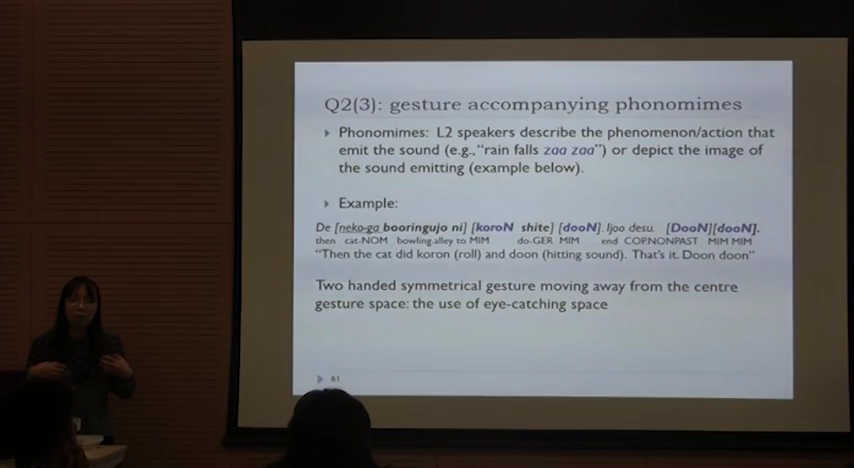 Q2(3): gesture accompanying phonomimes
Phonomimes: L2 speakers describe the phenomenon/action that
emit the sound (e.g., "rain falls zaa zaa") or depict the image of
the sound emitting (example below).
Example:
De [neko-ga booringujo ni] [koroN shite] [dooN]. Ijoo desu. [DooN][dooN].
then cat-NOM bowling.alley to MIM do-GER MIM end COP.NONPAST MIM MIM
"Then the cat did koron (roll) and doon (hitting sound). That's it. Doon doon"
Two handed symmetrical gesture moving away from the centre
gesture space: the use of eye-catching space